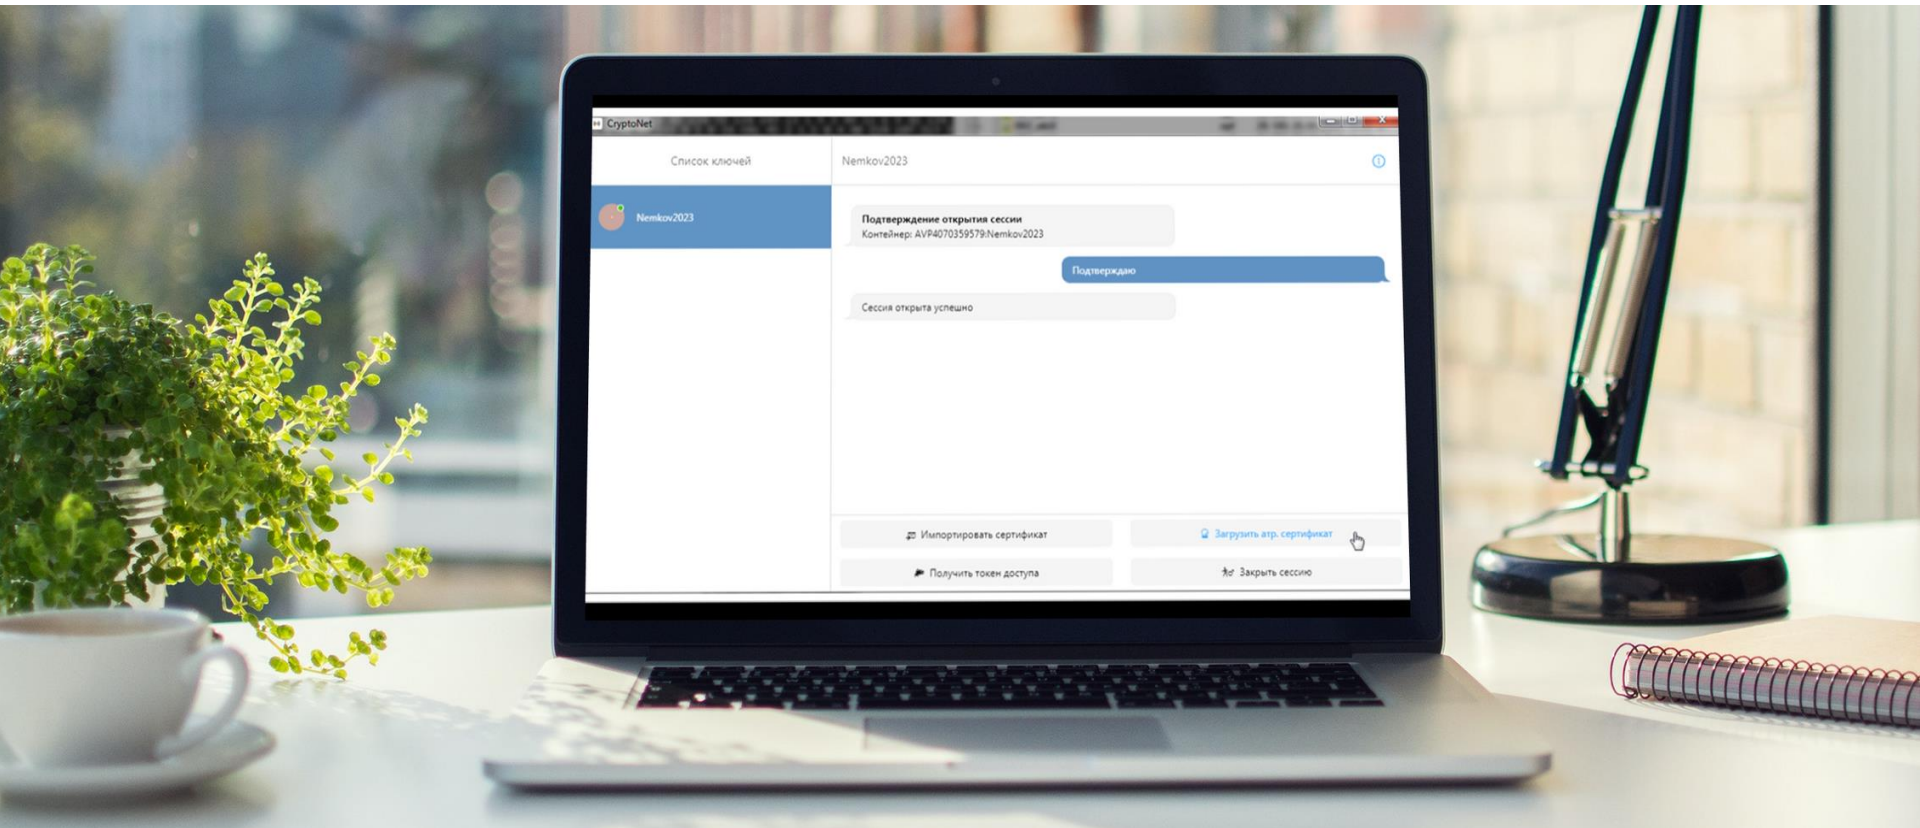 CryptoNet
Список ключей
Nemkov2023
Nemkov2023
Подтверждение открытия сессии
Контейнер: AVP4070359579:Nemkov2023
Подтверждаю
Сессия открыта успешно
Импортировать сертификат
Загрузить атр. сертификат
Получить токен доступа
Закрыть сессию